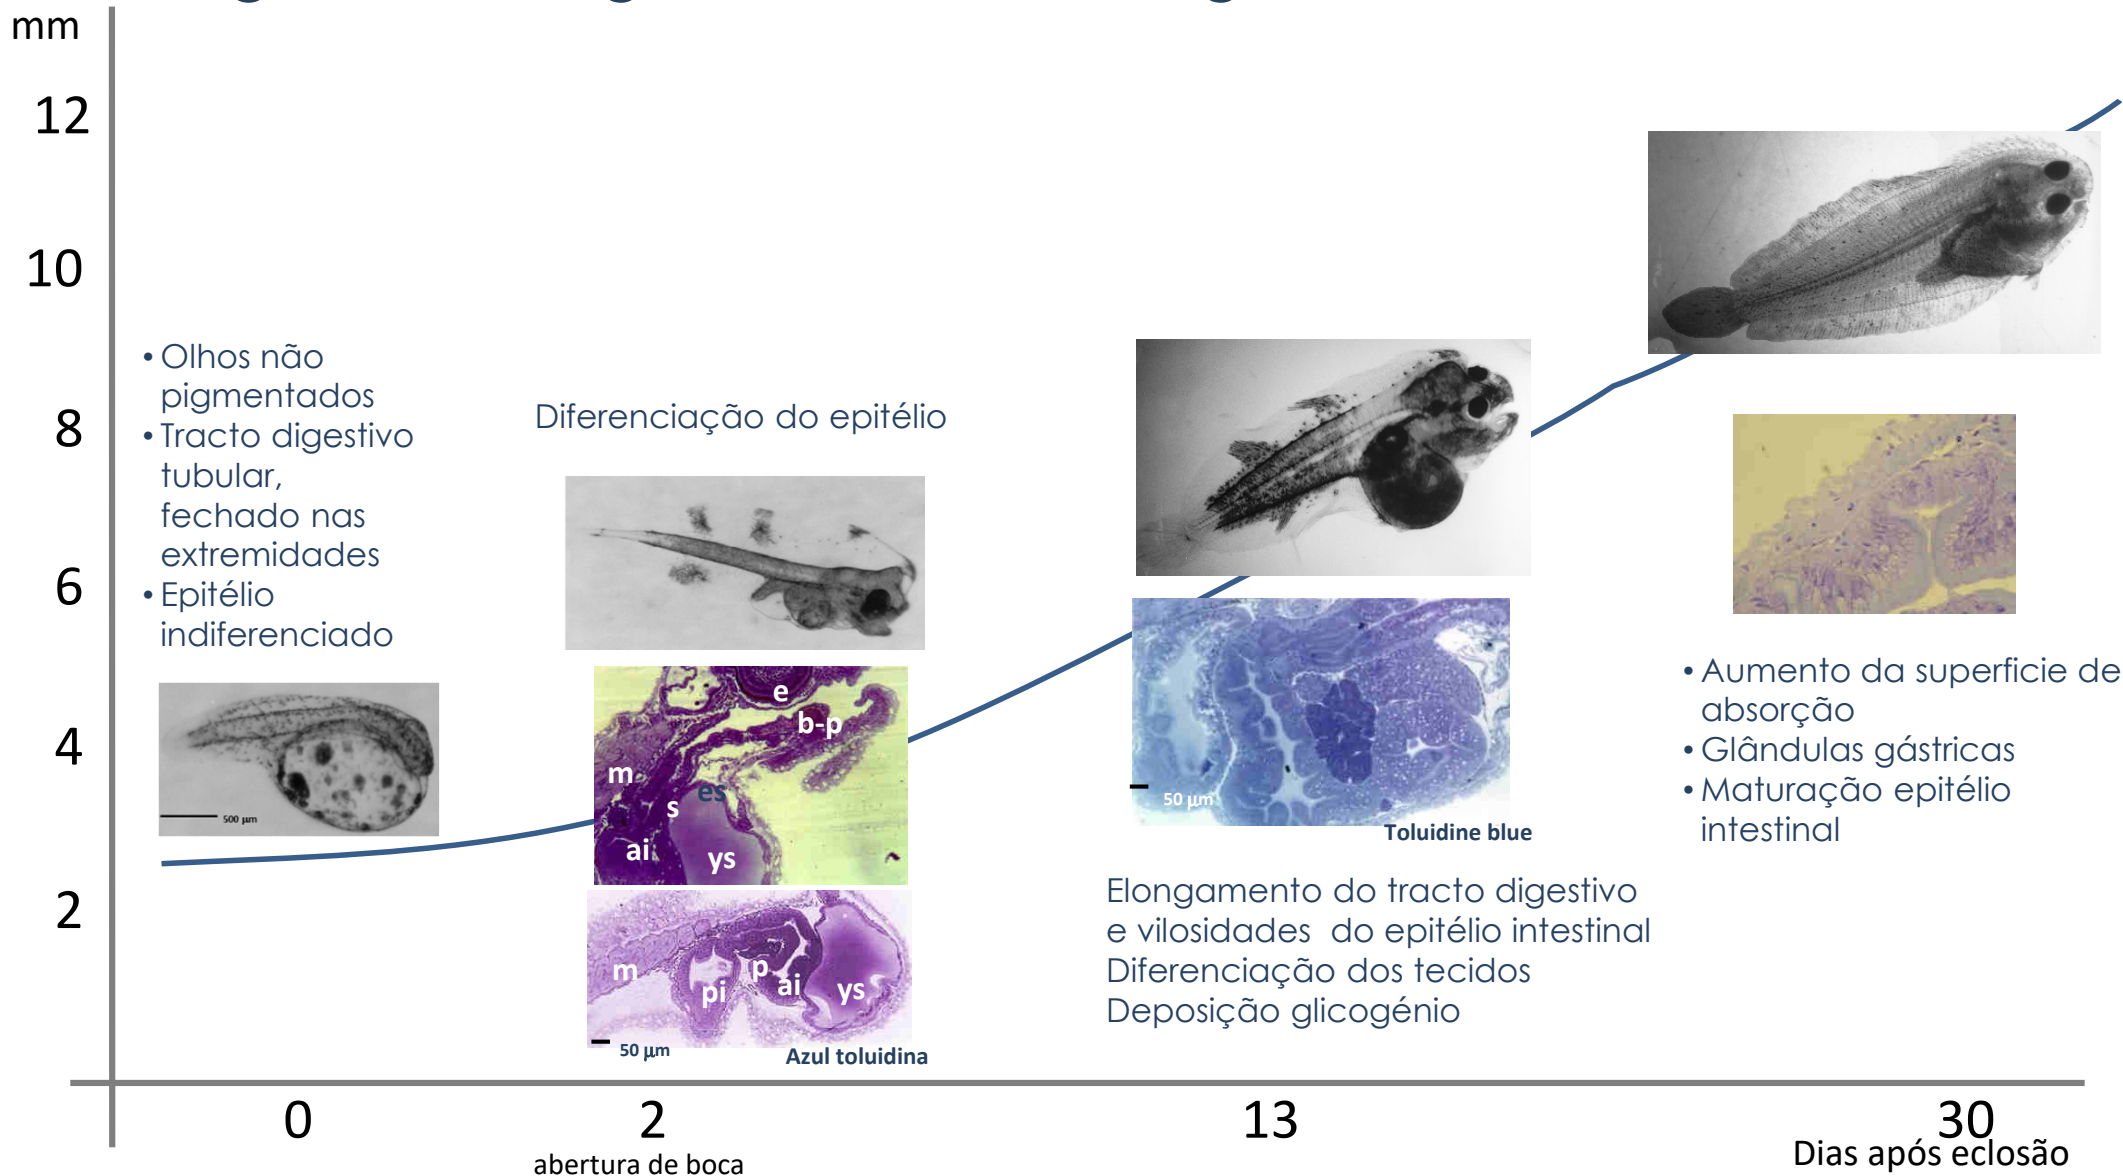 mm
12
10
8
6
4
2
• Olhos não
pigmentados
• Tracto digestivo
tubular,
fechado nas
extremidades
• Epitélio
indiferenciado
500 µm
Diferenciação do epitélio
e
b-p
m
es
s
ai
ys
m
p
pi
ai
ys
50 µm
Azul toluidina
50 µm
Toluidine blue
Elongamento do tracto digestivo
e vilosidades do epitélio intestinal
Diferenciação dos tecidos
Deposição glicogénio
• Aumento da superficie de
absorção
• Glândulas gástricas
• Maturação epitélio
intestinal
0
2
13
30
abertura de boca
Dias após eclosão